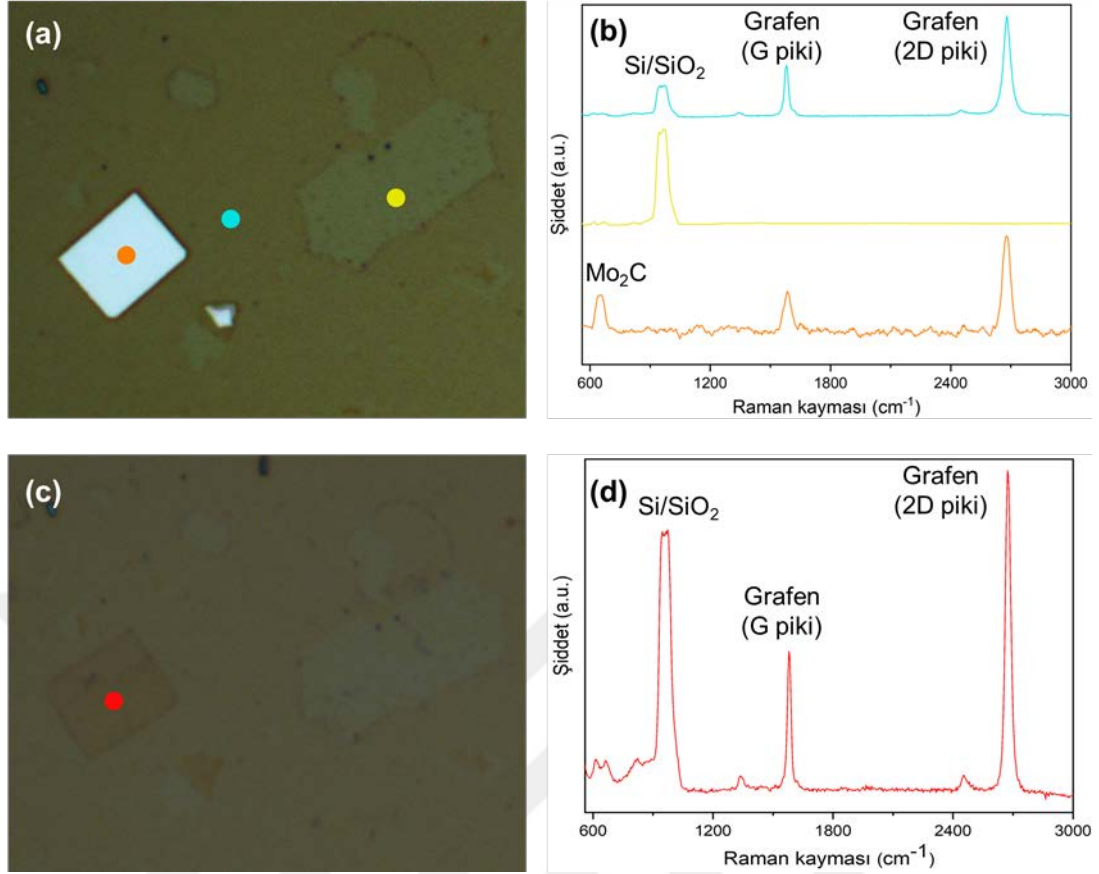 (a)
(b)
Grafen
(G piki)
Grafen
(2D piki)
Si/SiO₂
Mo₂C
Şiddet (a.u.)
600 1200 1800 2400 3000
Raman kayması (cm⁻¹)
(c)
(d)
Grafen
(2D piki)
Si/SiO₂
Grafen
(G piki)
Şiddet (a.u.)
600 1200 1800 2400 3000
Raman kayması (cm⁻¹)